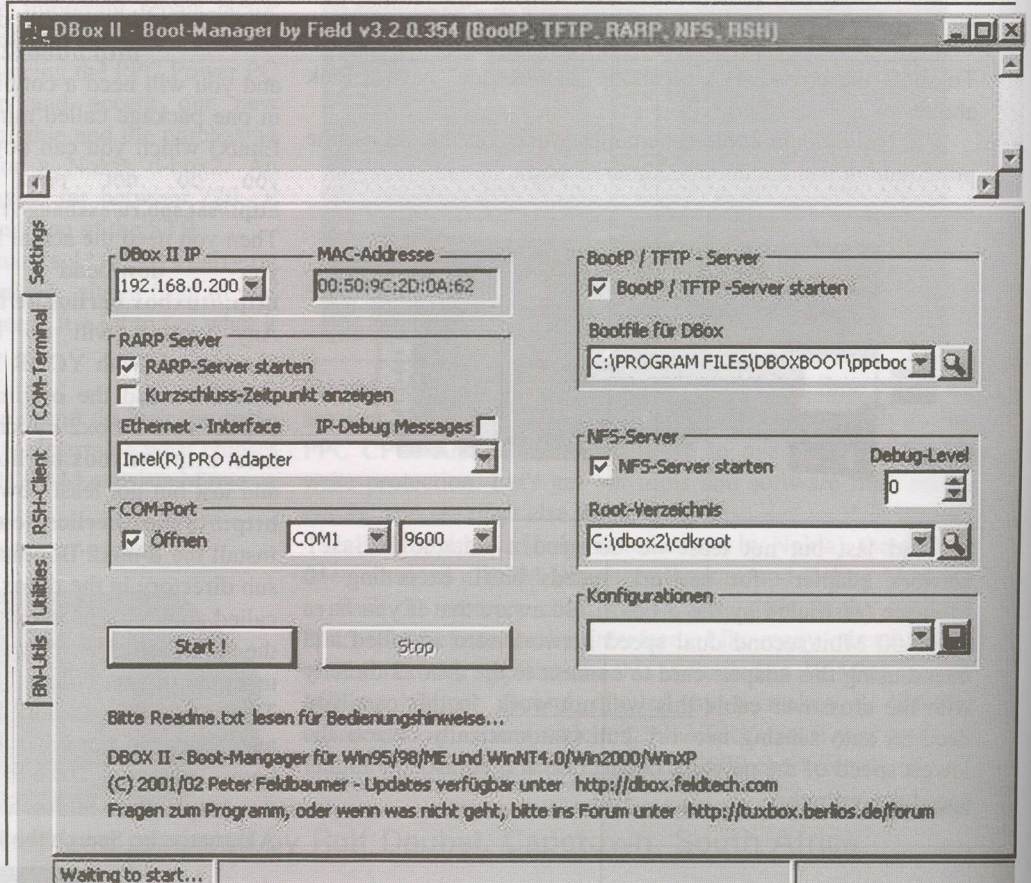 DBox II - Boot-Manager by Field v3.2.0.354 (BootP, TFTP, RARP, NFS, RSH)
Settings
COM-Terminal
RSH-Client
Utilities
BN-Utils
DBox II IP
MAC-Addresse
192.168.0.200
00:50:9C:2D:0A:62
RARP Server
RARP-Server starten
Kurzschluss-Zeitpunkt anzeigen
Ethernet - Interface
IP-Debug Messages
Intel(R) PRO Adapter
COM-Port
Öffnen
COM1
9600
Start !
Stop
BootP / TFTP - Server
BootP / TFTP -Server starten
Bootfile für DBox
C:\PROGRAM FILES\DBOXBOOT\ppcboc
NFS-Server
NFS-Server starten
Debug-Level
0
Root-Verzeichnis
C:\dbox2\cdkroot
Konfigurationen
Bitte Readme.txt lesen für Bedienungshinweise...
DBOX II - Boot-Mangager für Win95/98/ME und WinNT4.0/Win2000/WinXP
(C) 2001/02 Peter Feldbaumer - Updates verfügbar unter http://dbox.feldtech.com
Fragen zum Programm, oder wenn was nicht geht, bitte ins Forum unter http://tuxbox.berlios.de/forum
Waiting to start...